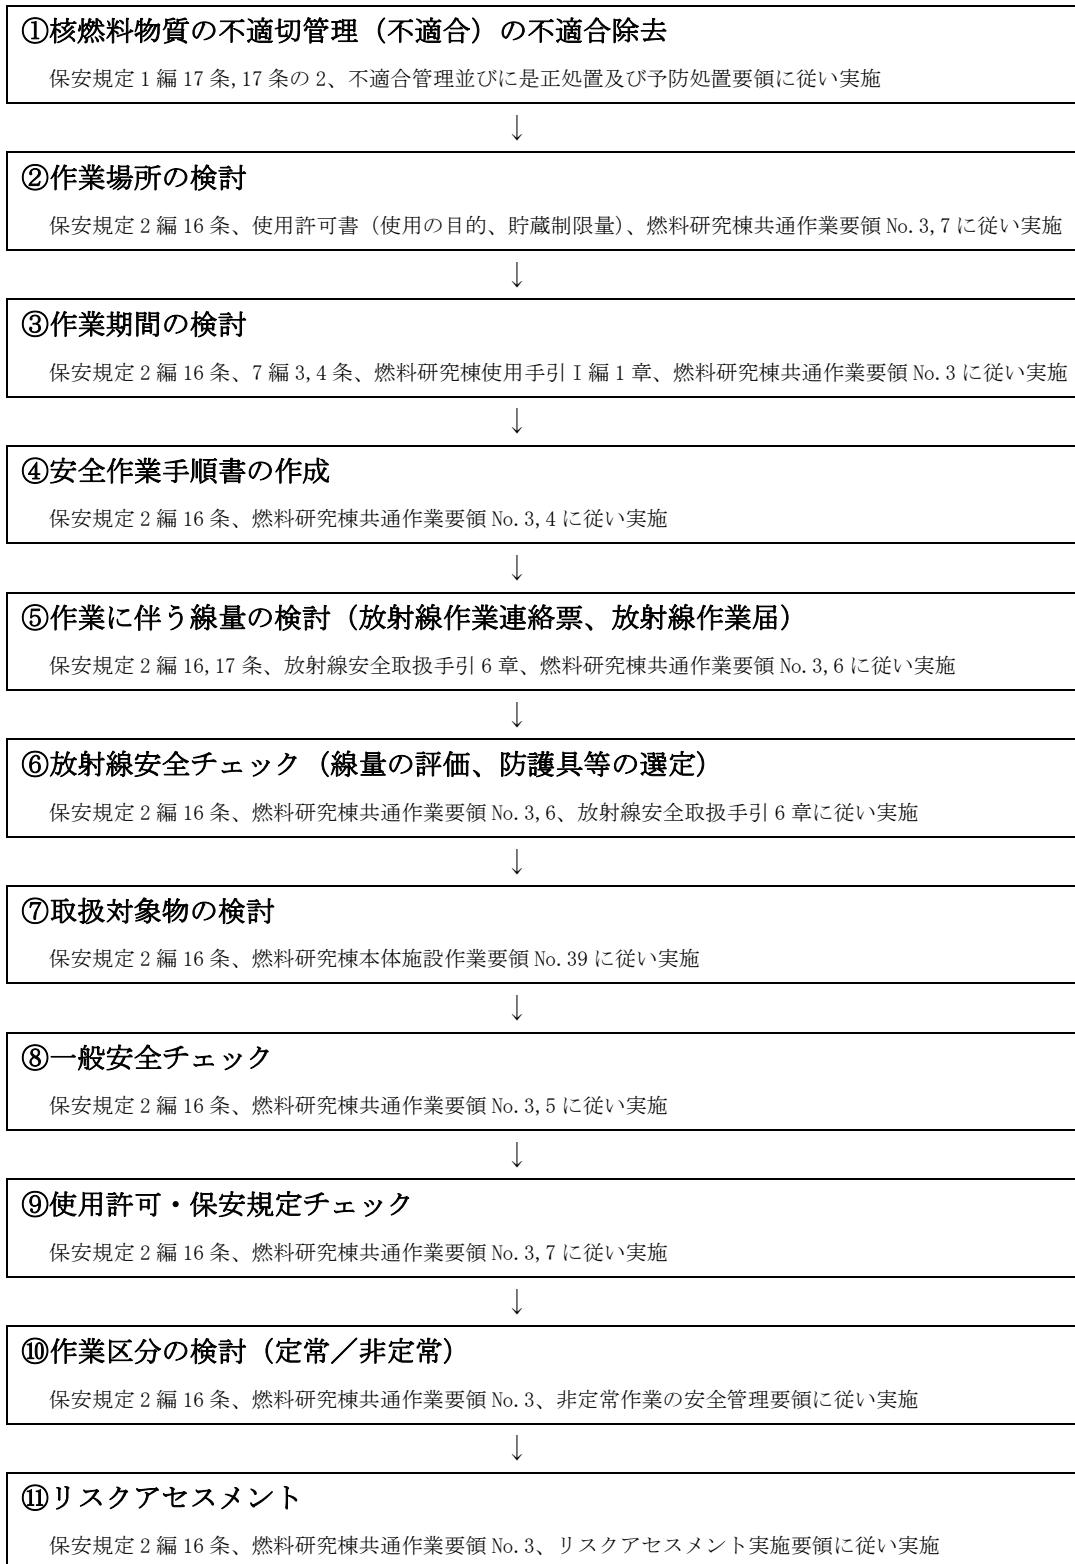 ①核燃料物質の不適切管理（不適合）の不適合除去
保安規定1編17条,17条の2、不適合管理並びに是正処置及び予防処置要領に従い実施
↓
②作業場所の検討
保安規定2編16条、使用許可書（使用の目的、貯蔵制限量）、燃料研究棟共通作業要領No.3,7に従い実施
↓
③作業期間の検討
保安規定2編16条、7編3,4条、燃料研究棟使用手引Ⅰ編1章、燃料研究棟共通作業要領No.3に従い実施
↓
④安全作業手順書の作成
保安規定2編16条、燃料研究棟共通作業要領No.3,4に従い実施
↓
⑤作業に伴う線量の検討（放射線作業連絡票、放射線作業届）
保安規定2編16,17条、放射線安全取扱手引6章、燃料研究棟共通作業要領No.3,6に従い実施
↓
⑥放射線安全チェック（線量の評価、防護具等の選定）
保安規定2編16条、燃料研究棟共通作業要領No.3,6、放射線安全取扱手引6章に従い実施
↓
⑦取扱対象物の検討
保安規定2編16条、燃料研究棟本体施設作業要領No.39に従い実施
↓
⑧一般安全チェック
保安規定2編16条、燃料研究棟共通作業要領No.3,5に従い実施
↓
⑨使用許可・保安規定チェック
保安規定2編16条、燃料研究棟共通作業要領No.3,7に従い実施
↓
⑩作業区分の検討（定常／非定常）
保安規定2編16条、燃料研究棟共通作業要領No.3、非定常作業の安全管理要領に従い実施
↓
⑪リスクアセスメント
保安規定2編16条、燃料研究棟共通作業要領No.3、リスクアセスメント実施要領に従い実施